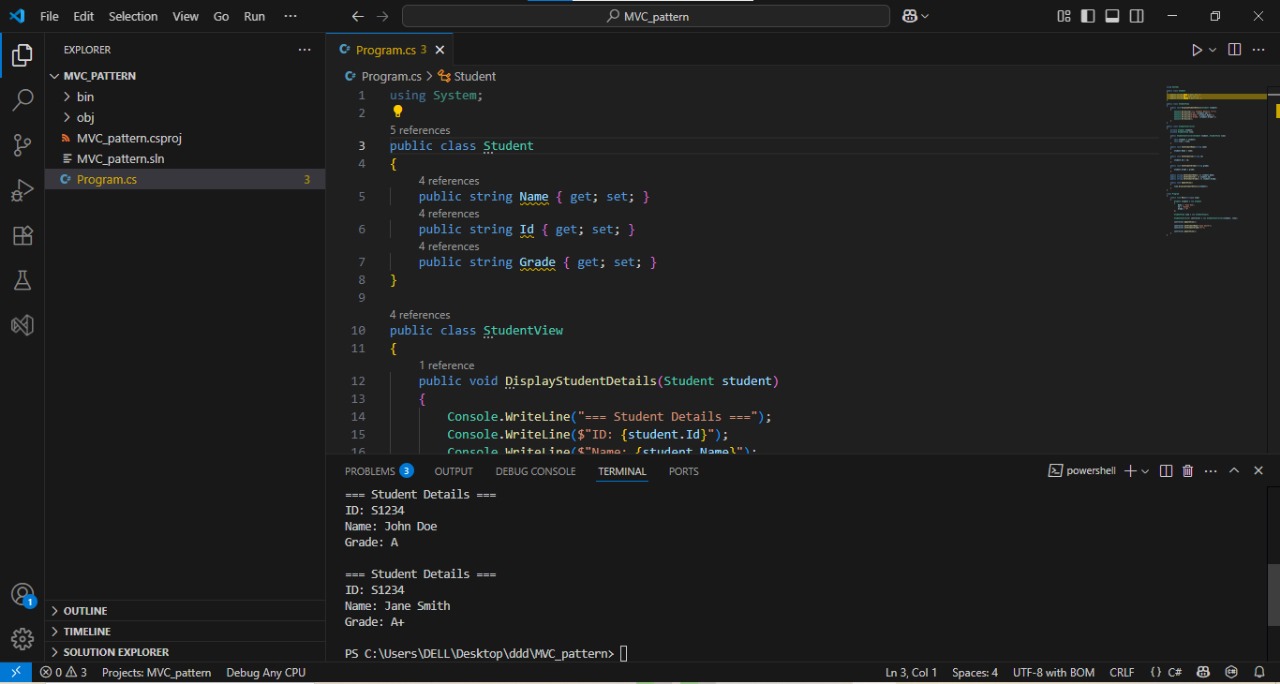 File Edit Selection View Go Run ··· MVC_pattern
EXPLORER ···
MVC_PATTERN
bin
obj
MVC_pattern.csproj
MVC_pattern.sln
Program.cs 3
Program.cs 3
Program.cs > Student
1 using System;
2
5 references
3 public class Student
4 {
4 references
5 public string Name { get; set; }
4 references
6 public string Id { get; set; }
4 references
7 public string Grade { get; set; }
8 }
9
4 references
10 public class StudentView
11 {
1 reference
12 public void DisplayStudentDetails(Student student)
13 {
14 Console.WriteLine("=== Student Details ===");
15 Console.WriteLine($"ID: {student.Id}");
16 Console.WriteLine($"Name: {student.Name}");
PROBLEMS 3 OUTPUT DEBUG CONSOLE TERMINAL PORTS powershell
=== Student Details ===
ID: S1234
Name: John Doe
Grade: A
=== Student Details ===
ID: S1234
Name: Jane Smith
Grade: A+
PS C:\Users\DELL\Desktop\ddd\MVC_pattern>
1
OUTLINE
TIMELINE
SOLUTION EXPLORER
0 3 Projects: MVC_pattern Debug Any CPU Ln 3, Col 1 Spaces: 4 UTF-8 with BOM CRLF {} C#